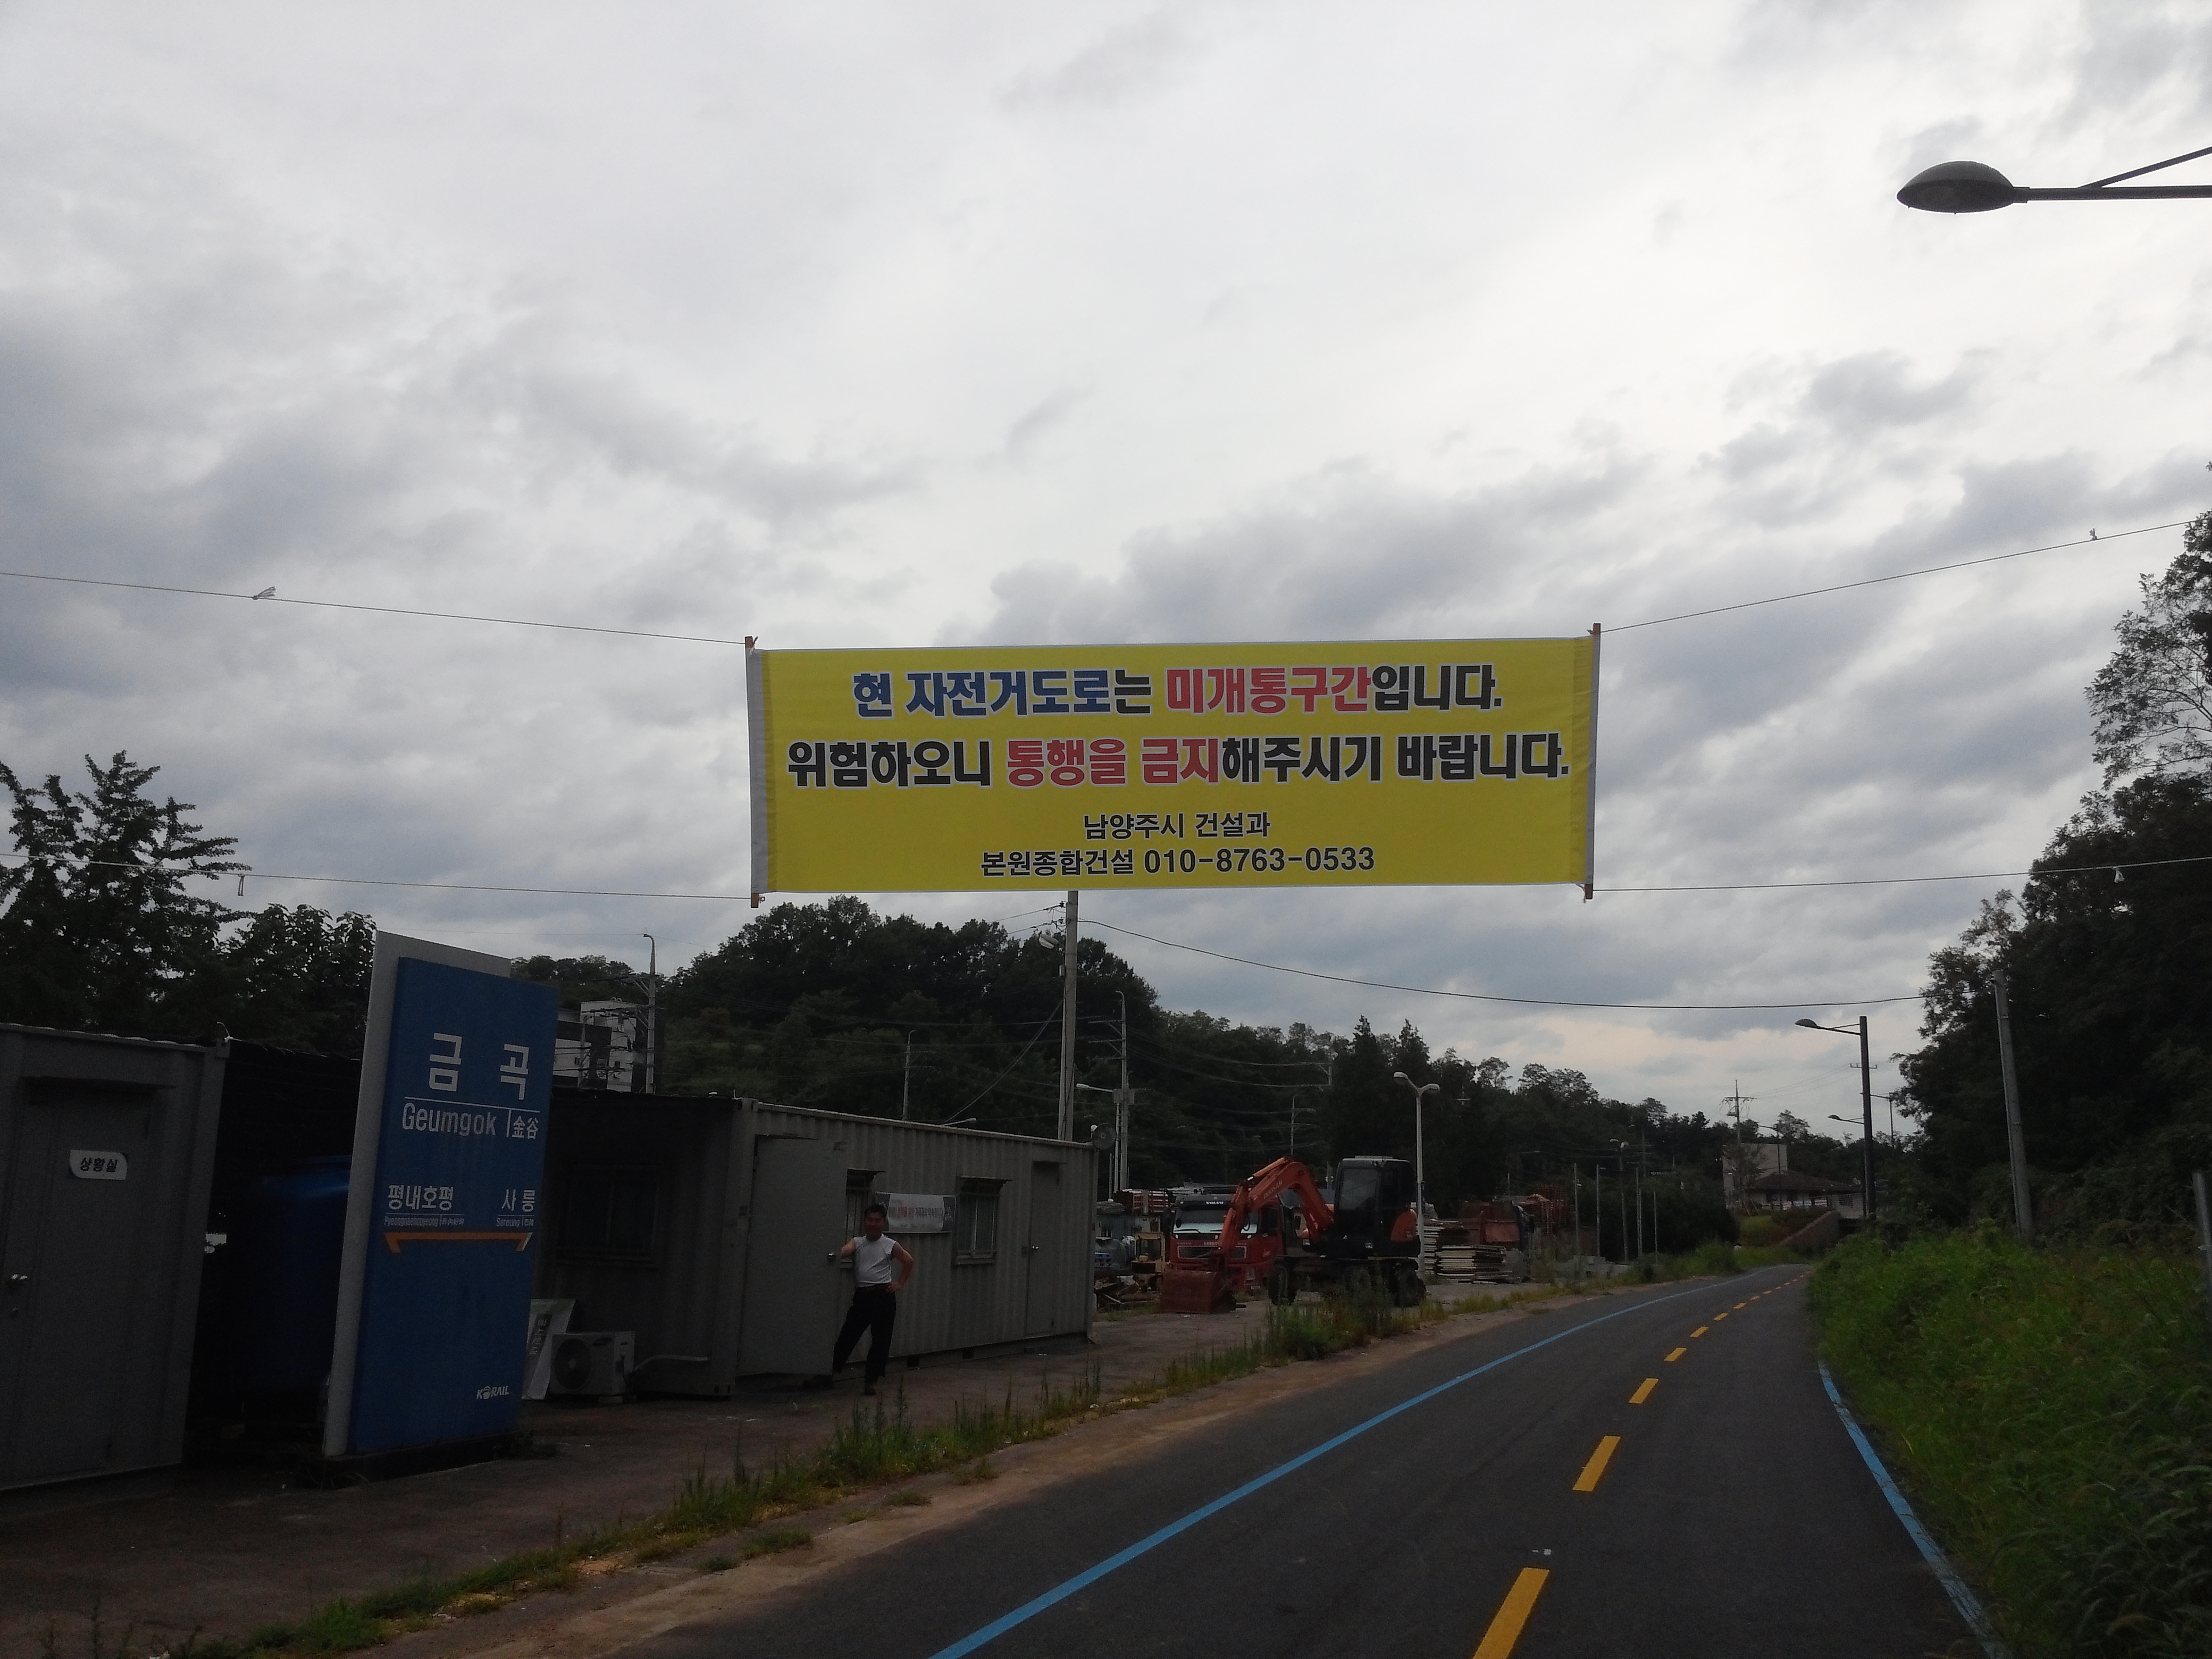 현 자전거도로는 미개통구간입니다.
위험하오니 통행을 금지해주시기 바랍니다.
남양주시 건설과
본원종합건설 010-8763-0533
금곡
Geumgok 金谷
평내호평 사릉
KORAIL
상황실